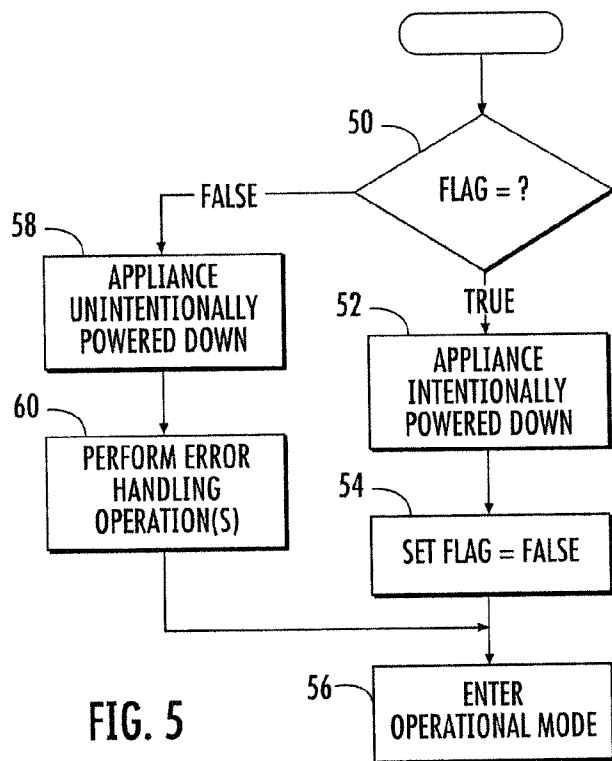 50
FLAG = ?
FALSE
TRUE
58
APPLIANCE
UNINTENTIONALLY
POWERED DOWN
52
APPLIANCE
INTENTIONALLY
POWERED DOWN
60
PERFORM ERROR
HANDLING
OPERATION(S)
54
SET FLAG = FALSE
56
ENTER
OPERATIONAL MODE
FIG. 5